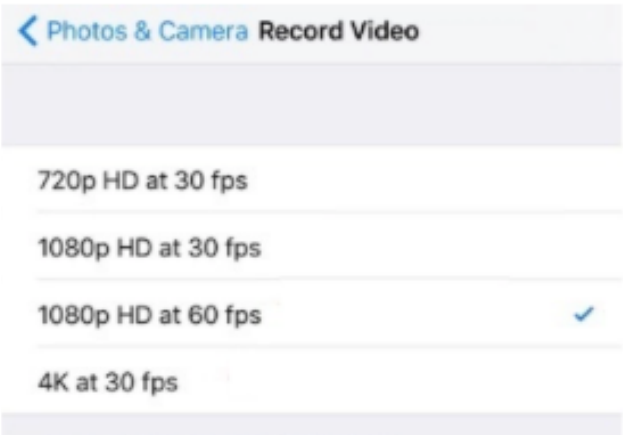 Photos & Camera Record Video
720p HD at 30 fps
1080p HD at 30 fps
1080p HD at 60 fps
4K at 30 fps